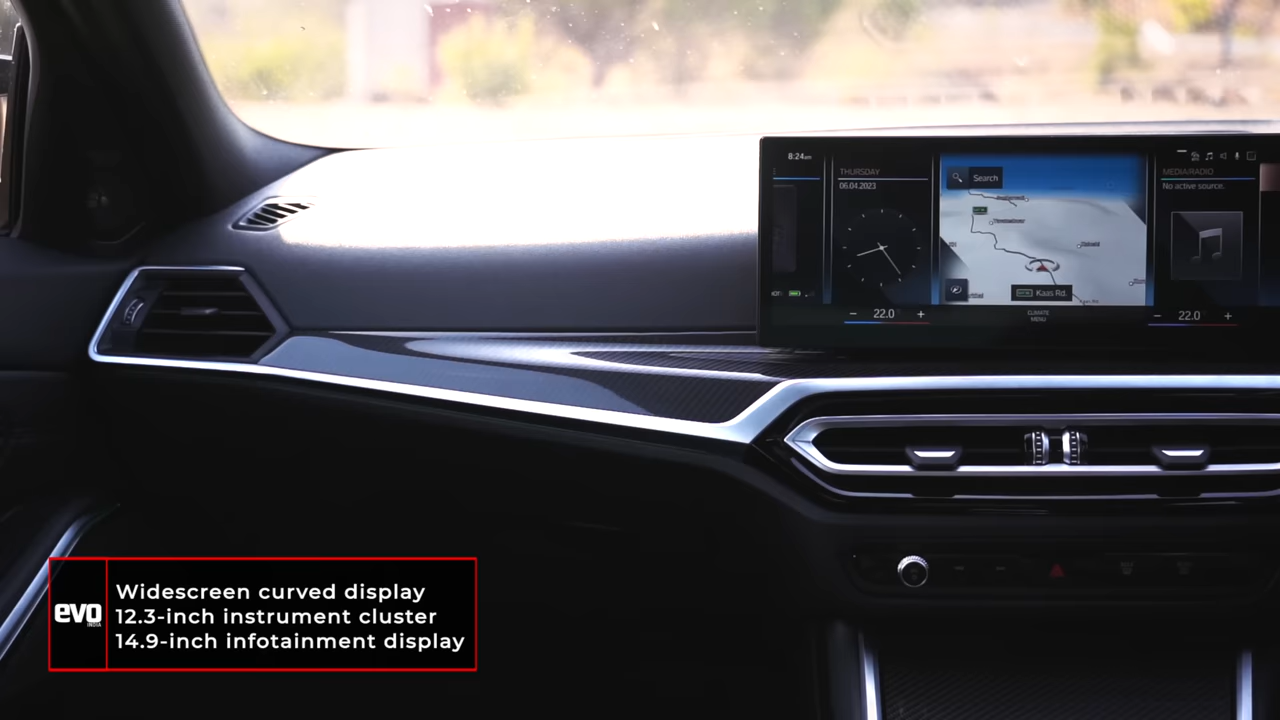 8:24am
THURSDAY
06.04.2023
Search
MEDIA/RADIO
No active source.
Kaas Rd.
22.0
CLIMATE
MENU
22.0
evo
INDIA
Widescreen curved display
12.3-inch instrument cluster
14.9-inch infotainment display